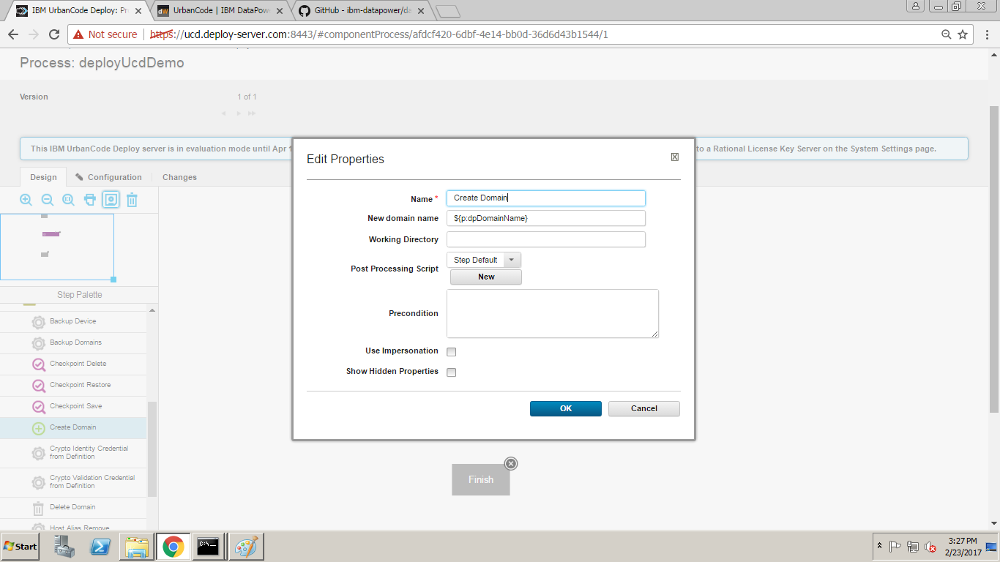 IBM UrbanCode Deploy: Pr
UrbanCode | IBM DataPow
GitHub - ibm-datapower/da
Not secure
https://ucd.deploy-server.com:8443/#componentProcess/afdcf420-6dbf-4e14-bb0d-36d6d43b1544/1
Process: deployUcdDemo
Version
1 of 1
This IBM UrbanCode Deploy server is in evaluation mode until Apr
to a Rational License Key Server on the System Settings page.
Edit Properties
Design
Configuration
Changes
Name *
Create Domain
New domain name
${p:dpDomainName}
Working Directory
Post Processing Script
Step Default
New
Precondition
Use Impersonation
Show Hidden Properties
OK
Cancel
Step Palette
Backup Device
Backup Domains
Checkpoint Delete
Checkpoint Restore
Checkpoint Save
Create Domain
Crypto Identity Credential
from Definition
Crypto Validation Credential
from Definition
Delete Domain
Host Alias Remove
Finish
Start
C:\.
3:27 PM
2/23/2017